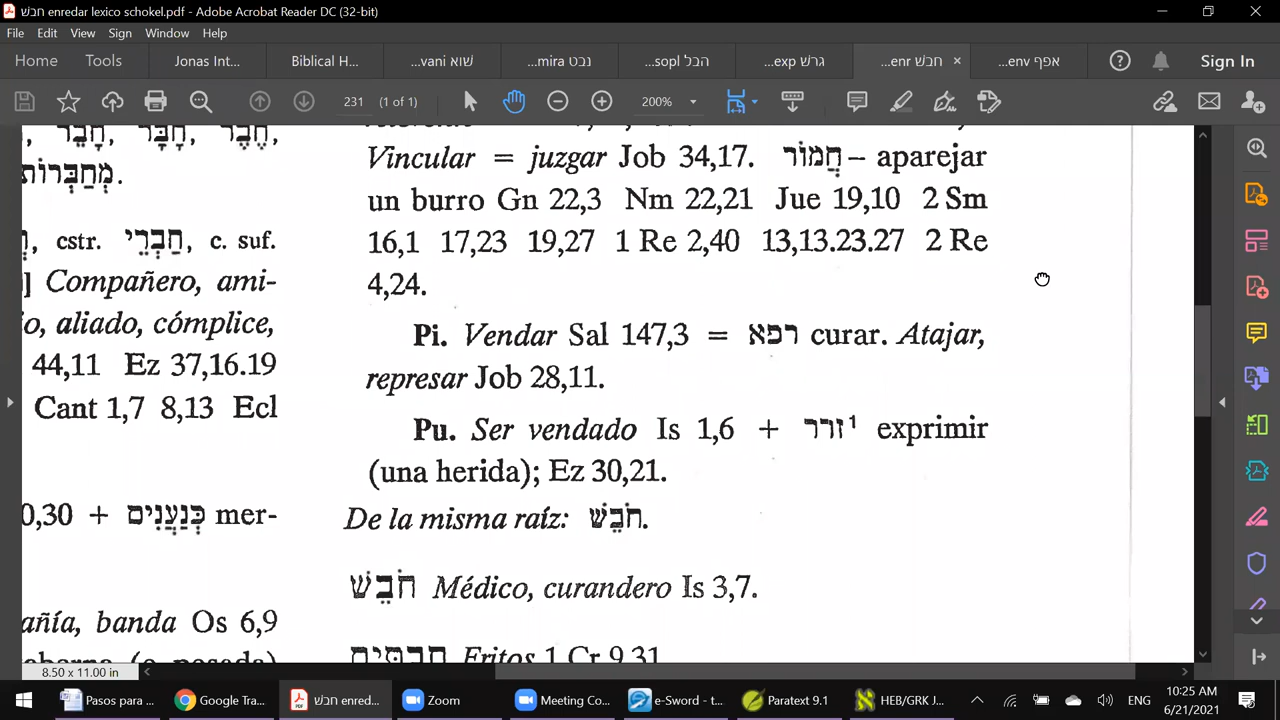 חבשׁ enredar lexico schokel.pdf - Adobe Acrobat Reader DC (32-bit)
File Edit View Sign Window Help
Home Tools Jonas Int... Biblical H... ...vani שׁוא ...mira נבט ...sopl הבל ...exp גרשׁ ...enr חבשׁ × ...env אפף Sign In
231 (1 of 1) 200%
חֶבֶר, חָבֵר, חַבָּר,
מְחַבְּרוֹת.
Vincular = juzgar Job 34,17. חֲמוֹר – aparejar
un burro Gn 22,3 Nm 22,21 Jue 19,10 2 Sm
16,1 17,23 19,27 1 Re 2,40 13,13.23.27 2 Re
4,24.
Pi. Vendar Sal 147,3 = רפא curar. Atajar,
represar Job 28,11.
Pu. Ser vendado Is 1,6 + זרר¹ exprimir
(una herida); Ez 30,21.
De la misma raíz: חֹבֵשׁ.
חֹבֵשׁ Médico, curandero Is 3,7.
חבתים Fritos 1 Cr 9,31
cstr. חַבְרֵי, c. suf.
] Compañero, ami-
o, aliado, cómplice,
44,11 Ez 37,16.19
Cant 1,7 8,13 Ecl
0,30 + כְּנַעֲנִים mer-
añía, banda Os 6,9
(o posada)
8.50 x 11.00 in
Pasos para ... Google Tra... חבשׁ enred... Zoom Meeting Co... e-Sword - t... Paratext 9.1 HEB/GRK J... ENG 10:25 AM
6/21/2021